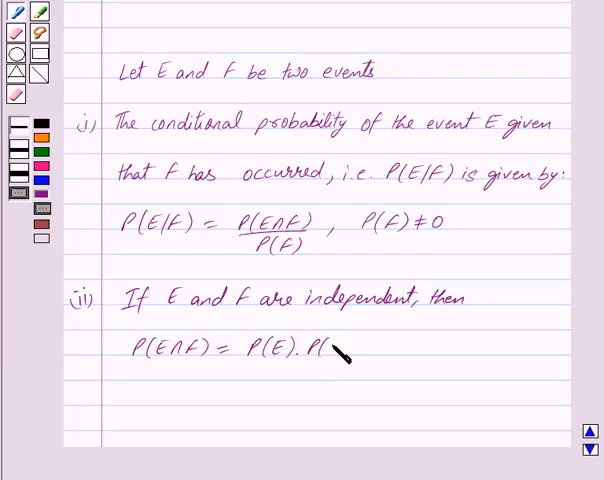 Let E and F be two events
i) The conditional probability of the event E given
that F has occurred, i.e. P(E/F) is given by:
P(E/F) = P(E∩F)/P(F), P(F) ≠ 0
ii) If E and F are independent, then
P(E∩F) = P(E). P(